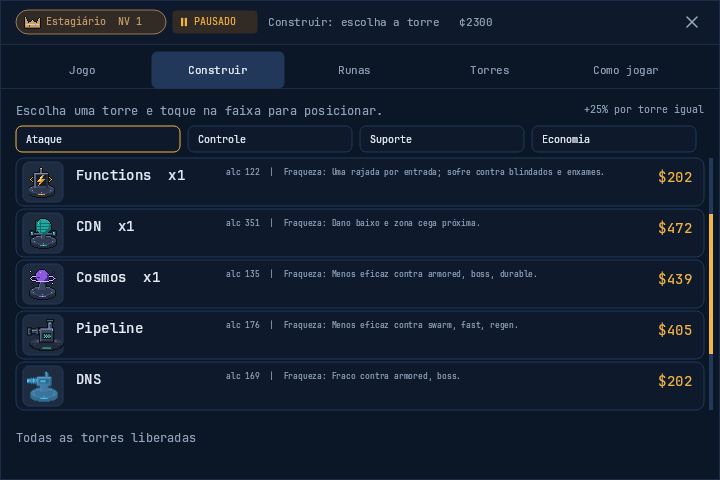 Estagiário NV 1 PAUSADO Construir: escolha a torre $2300
Jogo Construir Runas Torres Como jogar
Escolha uma torre e toque na faixa para posicionar. +25% por torre igual
Ataque Controle Suporte Economia
Functions x1 alc 122 | Fraqueza: Uma rajada por entrada; sofre contra blindados e enxames. $202
CDN x1 alc 351 | Fraqueza: Dano baixo e zona cega próxima. $472
Cosmos x1 alc 135 | Fraqueza: Menos eficaz contra armored, boss, durable. $439
Pipeline alc 176 | Fraqueza: Menos eficaz contra swarm, fast, regen. $405
DNS alc 169 | Fraqueza: Fraco contra armored, boss. $202
Todas as torres liberadas